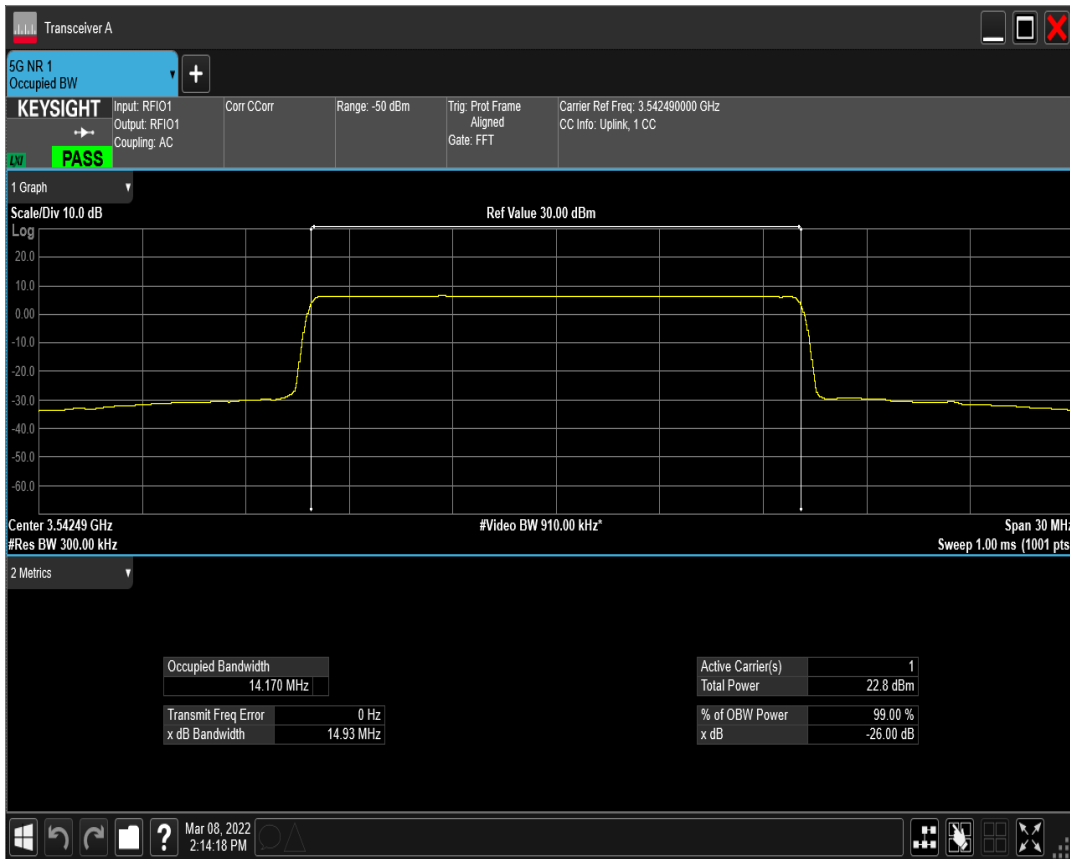 Transceiver A
5G NR 1
Occupied BW
KEYSIGHT
LXI
PASS
Input: RFIO1
Output: RFIO1
Coupling: AC
Corr CCorr
Range: -50 dBm
Trig: Prot Frame
Aligned
Gate: FFT
Carrier Ref Freq: 3.542490000 GHz
CC Info: Uplink, 1 CC
1 Graph
Scale/Div 10.0 dB
Ref Value 30.00 dBm
Log
20.0
10.0
0.00
-10.0
-20.0
-30.0
-40.0
-50.0
-60.0
Center 3.54249 GHz
#Video BW 910.00 kHz*
Span 30 MHz
#Res BW 300.00 kHz
Sweep 1.00 ms (1001 pts
2 Metrics
Occupied Bandwidth
14.170 MHz
Transmit Freq Error 0 Hz
x dB Bandwidth 14.93 MHz
Active Carrier(s) 1
Total Power 22.8 dBm
% of OBW Power 99.00 %
x dB -26.00 dB
?
Mar 08, 2022
2:14:18 PM